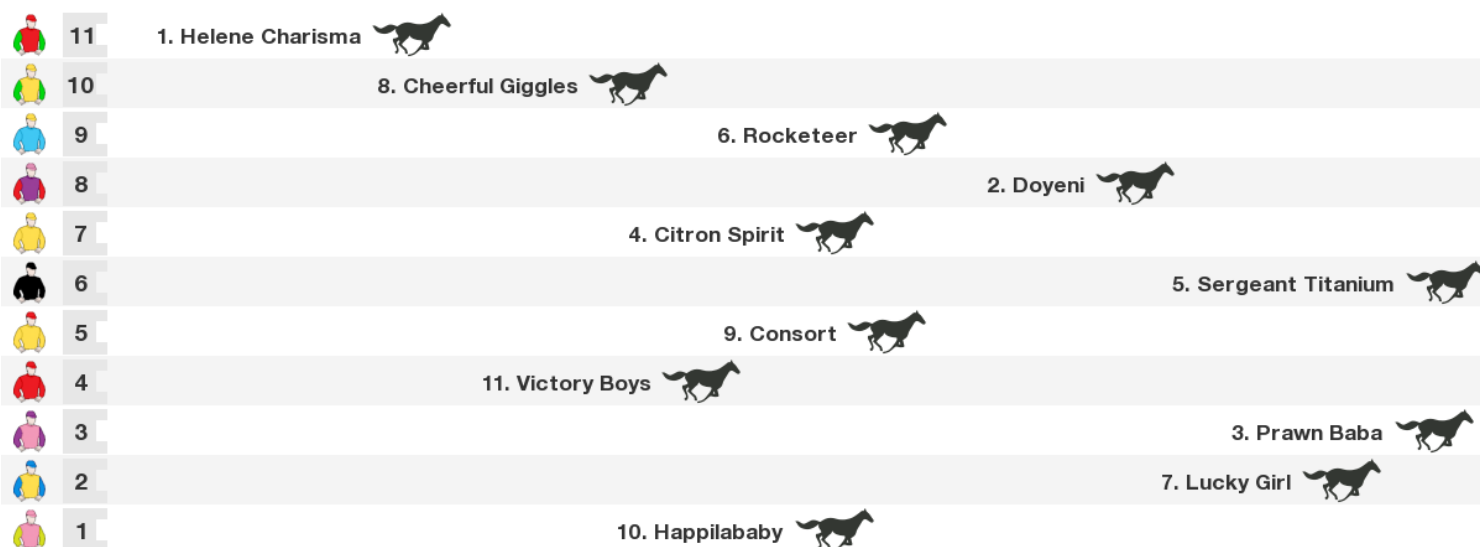 11 1. Helene Charisma
10 8. Cheerful Giggles
9 6. Rocketeer
8 2. Doyeni
7 4. Citron Spirit
6 5. Sergeant Titanium
5 9. Consort
4 11. Victory Boys
3 3. Prawn Baba
2 7. Lucky Girl
1 10. Happilababy